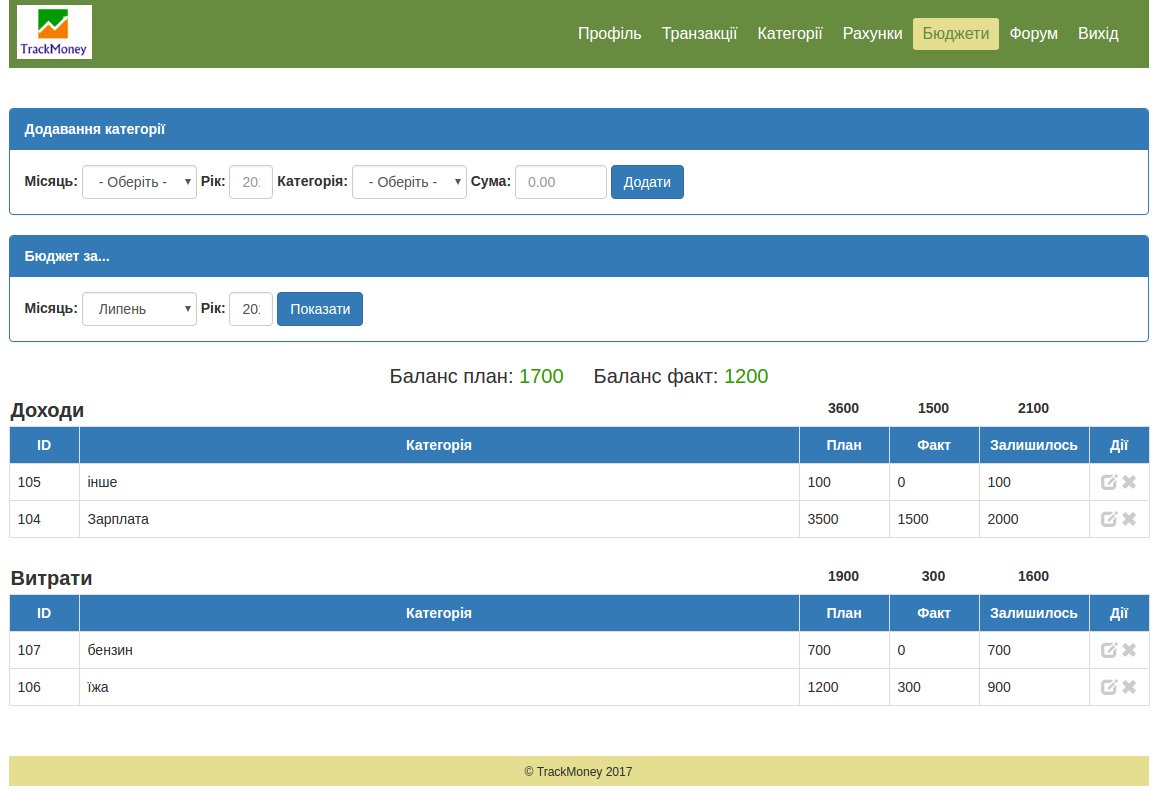 TrackMoney
Профіль Транзакції Категорії Рахунки Бюджети Форум Вихід
Додавання категорії
Місяць: - Оберіть - Рік: 20 Категорія: - Оберіть - Сума: 0.00 Додати
Бюджет за...
Місяць: Липень Рік: 20 Показати
Баланс план: 1700 Баланс факт: 1200
Доходи 3600 1500 2100
ID Категорія План Факт Залишилось Дії
105 інше 100 0 100
104 Зарплата 3500 1500 2000
Витрати 1900 300 1600
ID Категорія План Факт Залишилось Дії
107 бензин 700 0 700
106 їжа 1200 300 900
© TrackMoney 2017